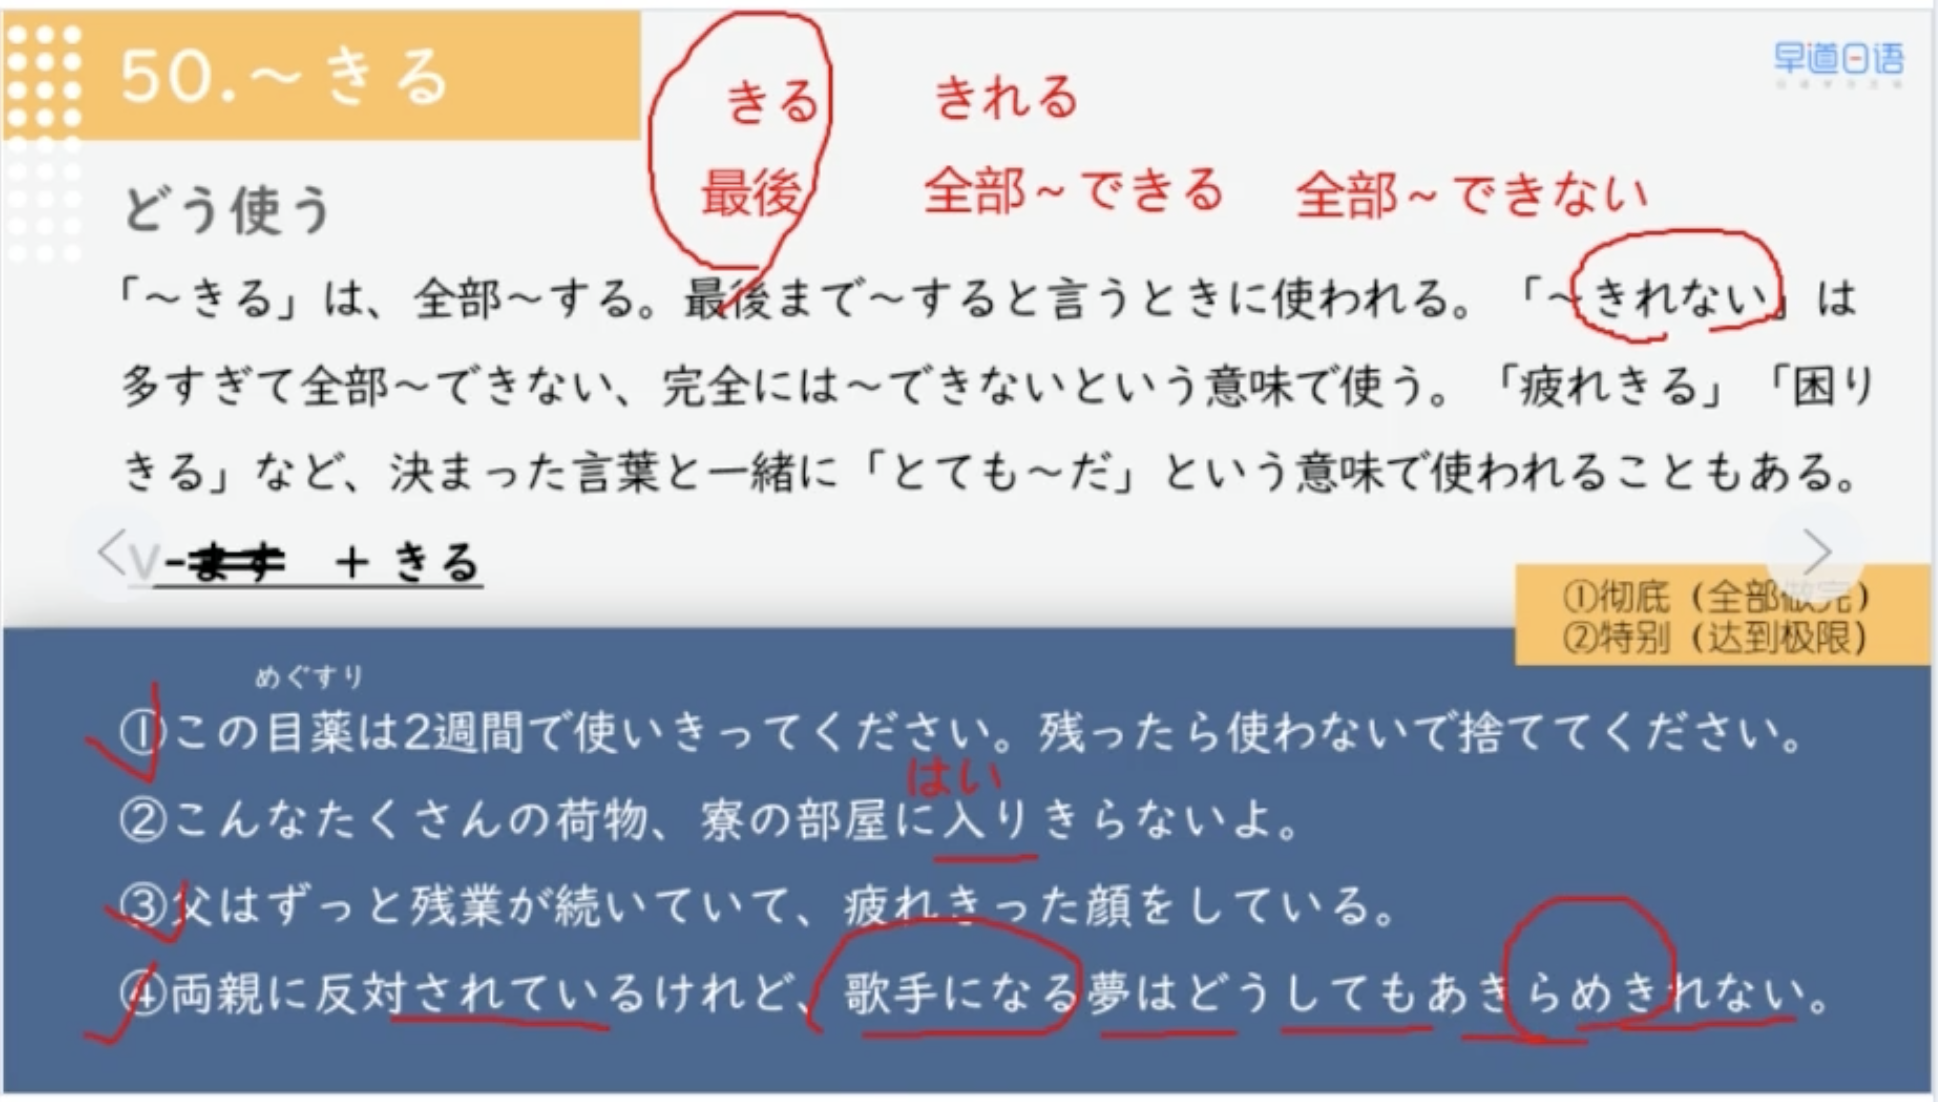 50.～きる
きる　きれる
早道日语
最後　全部～できる　全部～できない
どう使う
「～きる」は、全部～する。最後まで～すると言うときに使われる。「～きれない」は
多すぎて全部～できない、完全には～できないという意味で使う。「疲れきる」「困り
きる」など、決まった言葉と一緒に「とても～だ」という意味で使われることもある。
V-ます　+ きる
①彻底（全部做完）
②特别（达到极限）
めぐすり
①この目薬は2週間で使いきってください。残ったら使わないで捨ててください。
はい
②こんなたくさんの荷物、寮の部屋に入りきらないよ。
③父はずっと残業が続いていて、疲れきった顔をしている。
④両親に反対されているけれど、歌手になる夢はどうしてもあきらめきれない。